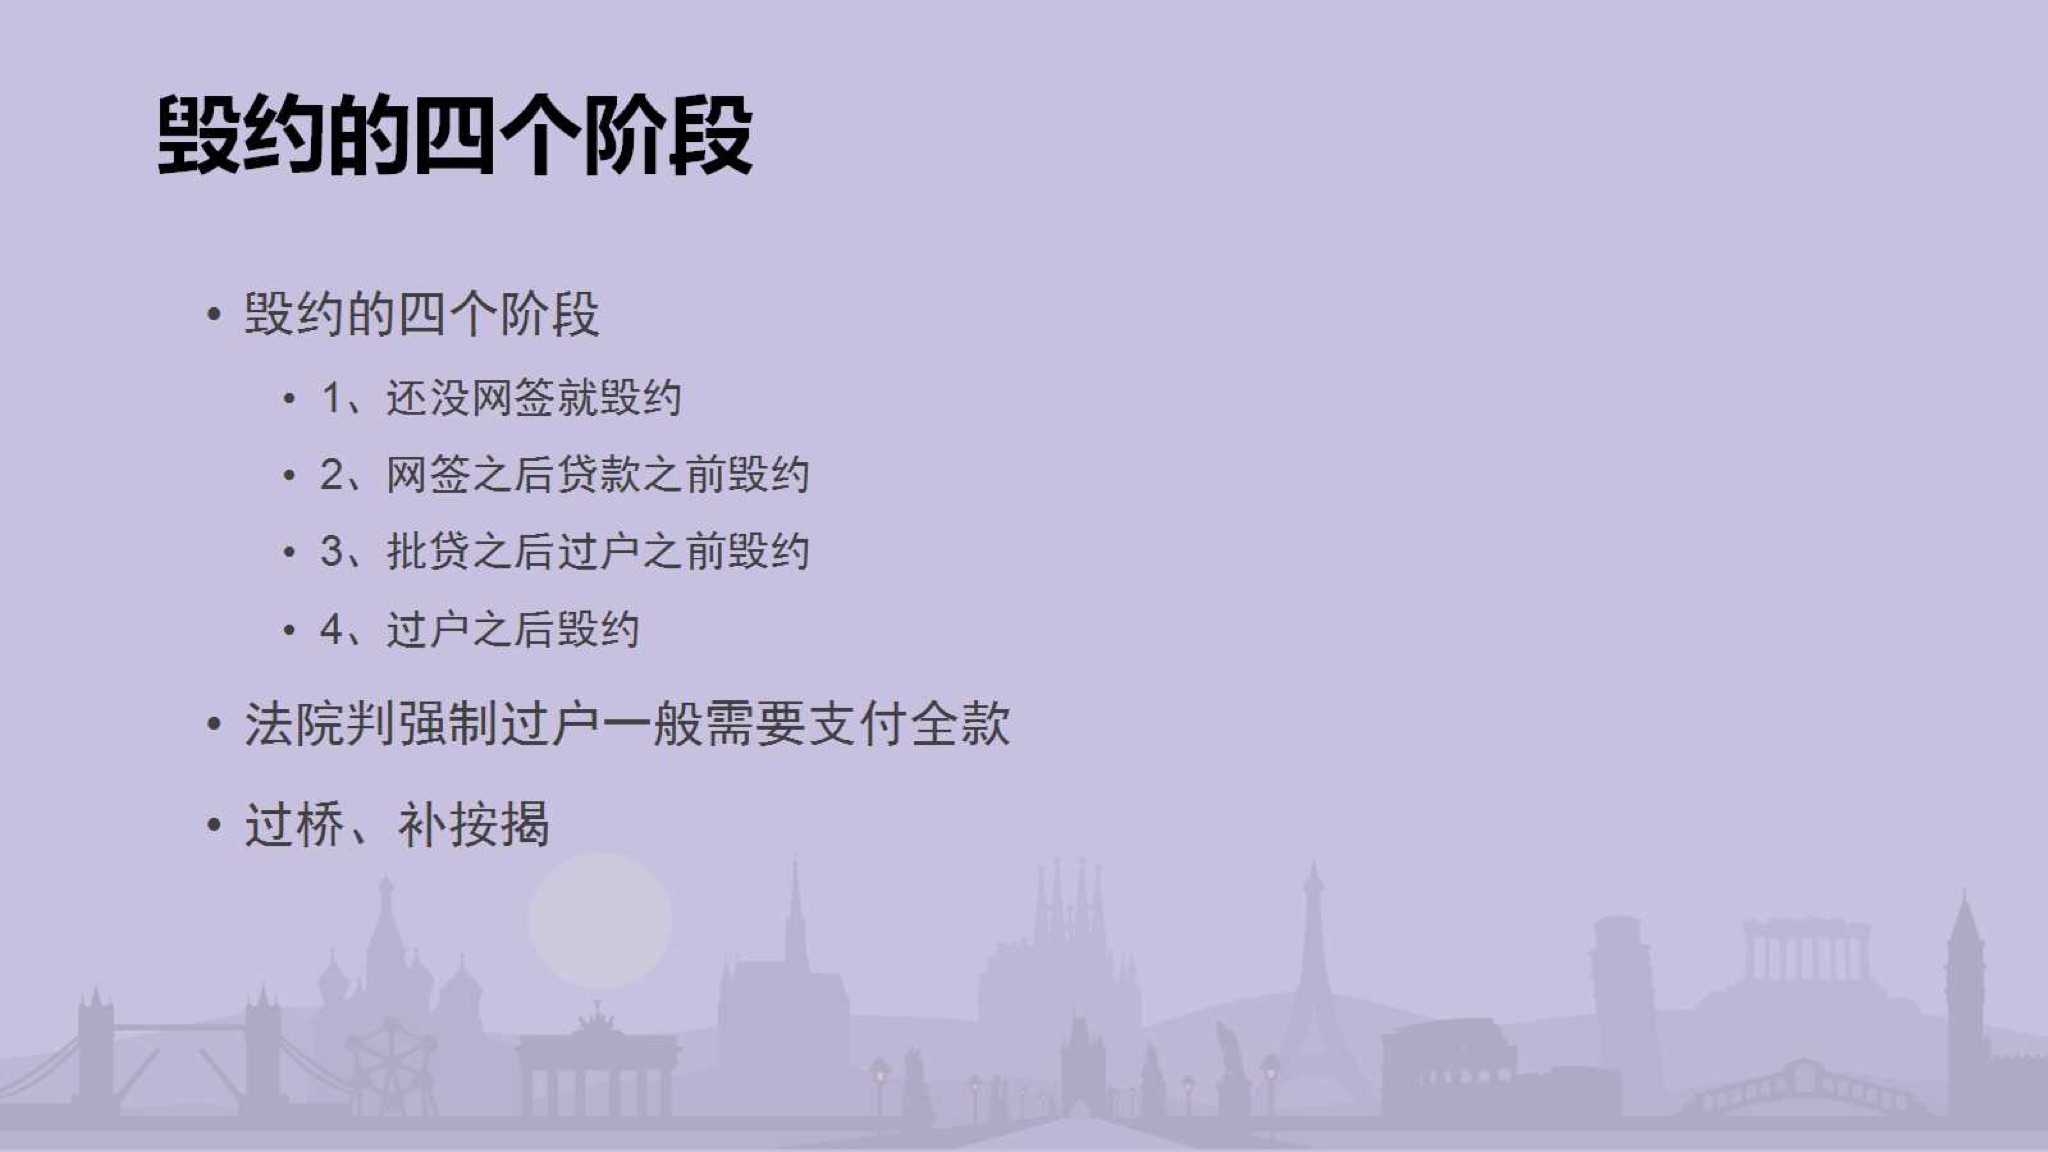 毁约的四个阶段
• 毁约的四个阶段
• 1、还没网签就毁约
• 2、网签之后贷款之前毁约
• 3、批贷之后过户之前毁约
• 4、过户之后毁约
• 法院判强制过户一般需要支付全款
• 过桥、补按揭